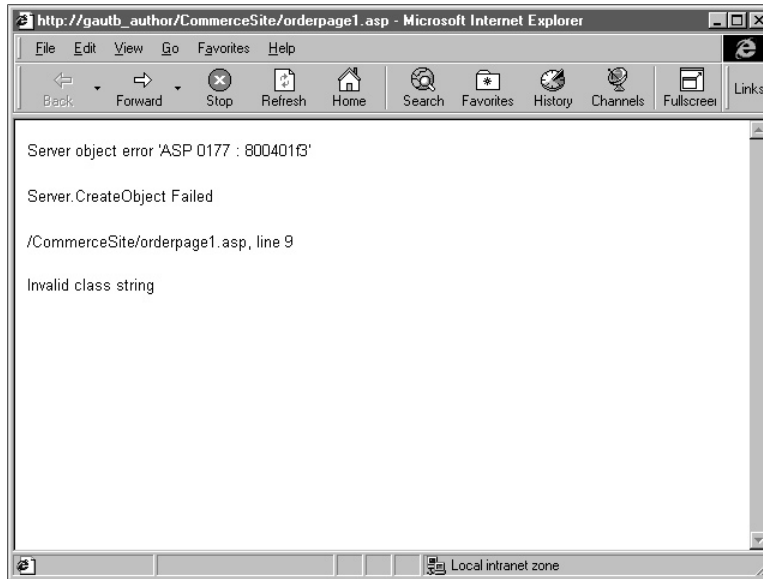 http://gautb_author/CommerceSite/orderpage1.asp - Microsoft Internet Explorer
File Edit View Go Favorites Help
Back Forward Stop Refresh Home Search Favorites History Channels Fullscreen Links
Server object error 'ASP 0177 : 800401f3'
Server.CreateObject Failed
/CommerceSite/orderpage1.asp, line 9
Invalid class string
Local intranet zone